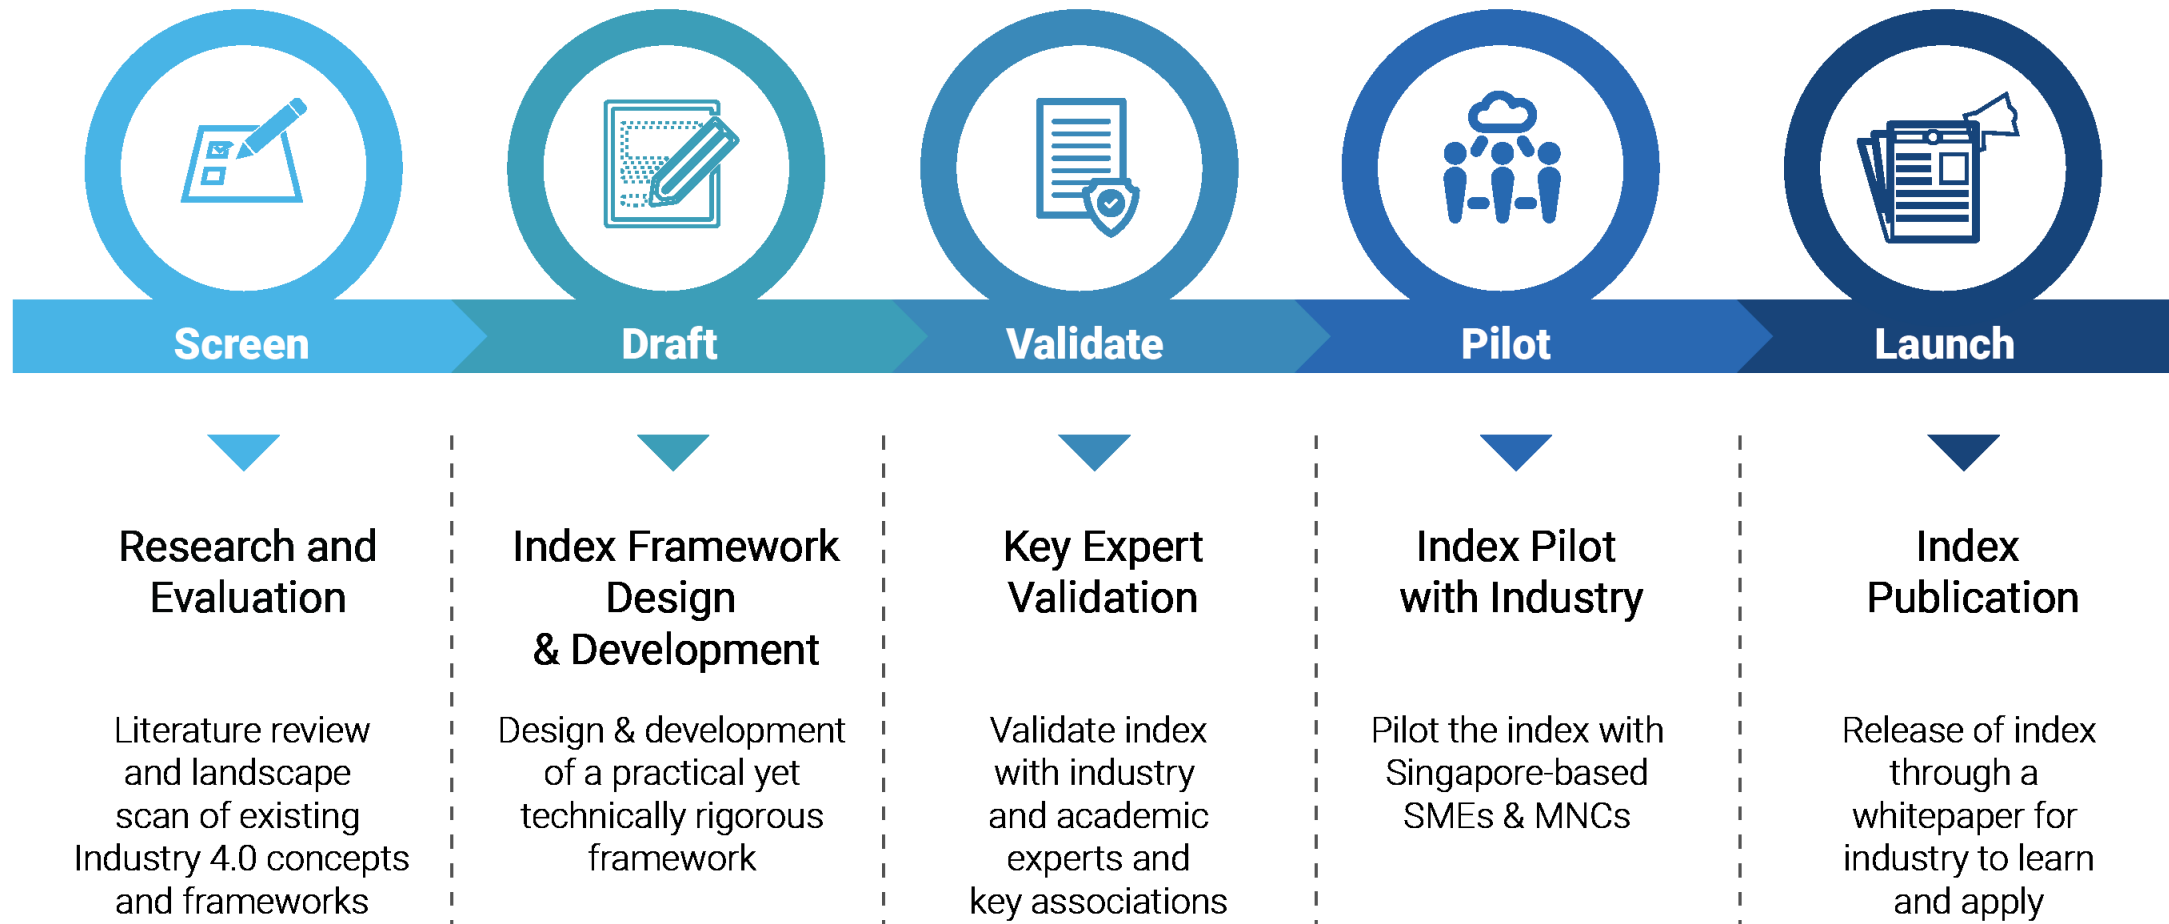 Screen
Draft
Validate
Pilot
Launch
Research and
Evaluation
Literature review
and landscape
scan of existing
Industry 4.0 concepts
and frameworks
Index Framework
Design
& Development
Design & development
of a practical yet
technically rigorous
framework
Key Expert
Validation
Validate index
with industry
and academic
experts and
key associations
Index Pilot
with Industry
Pilot the index with
Singapore-based
SMEs & MNCs
Index
Publication
Release of index
through a
whitepaper for
industry to learn
and apply